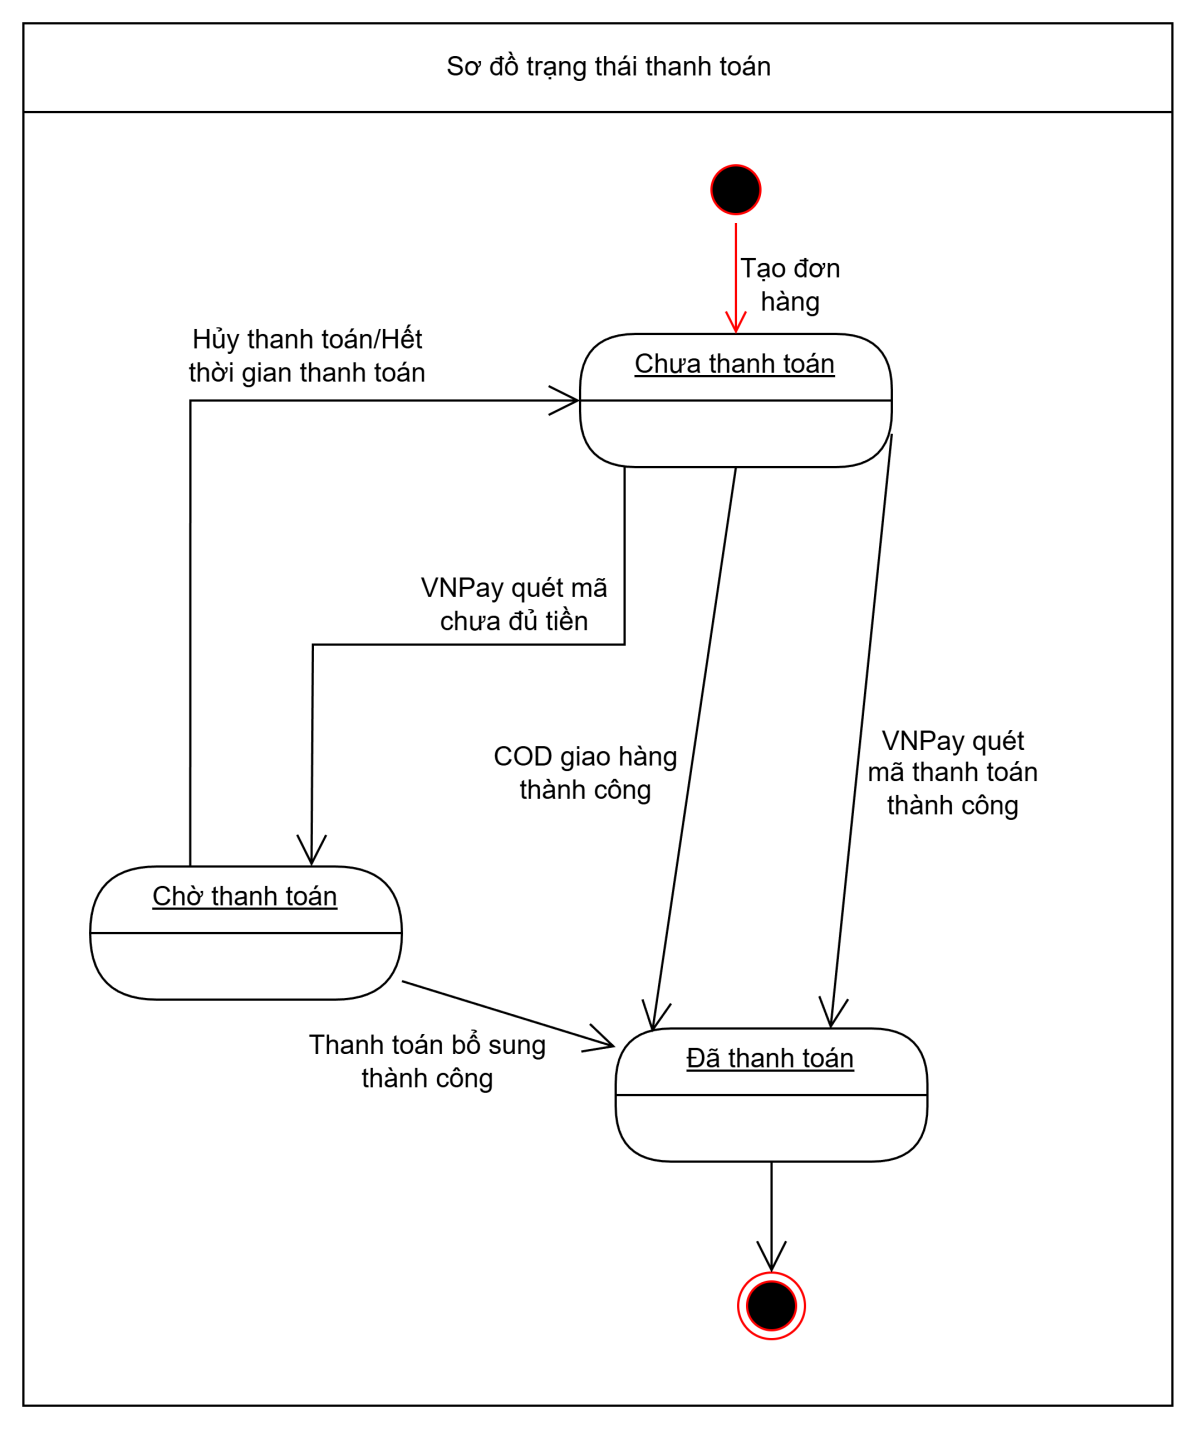 Sơ đồ trạng thái thanh toán
Tạo đơn
hàng
Hủy thanh toán/Hết
thời gian thanh toán
Chưa thanh toán
VNPay quét mã
chưa đủ tiền
COD giao hàng
thành công
VNPay quét
mã thanh toán
thành công
Chờ thanh toán
Thanh toán bổ sung
thành công
Đã thanh toán